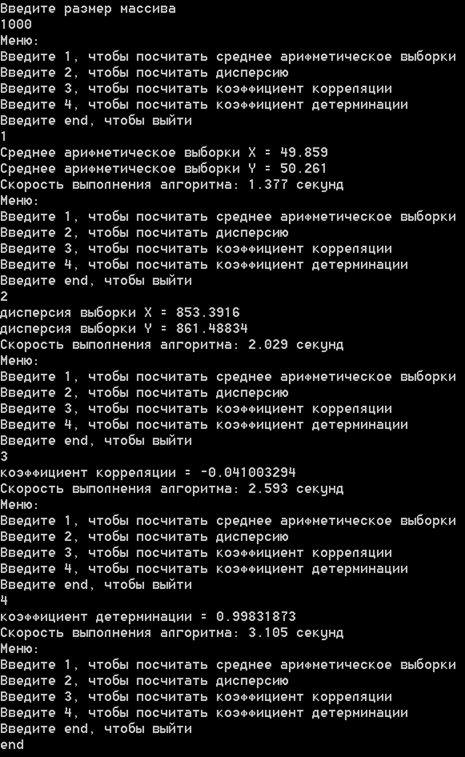 Введите размер массива
1000
Меню:
Введите 1, чтобы посчитать среднее арифметическое выборки
Введите 2, чтобы посчитать дисперсию
Введите 3, чтобы посчитать коэффициент корреляции
Введите 4, чтобы посчитать коэффициент детерминации
Введите end, чтобы выйти
1
Среднее арифметическое выборки X = 49.859
Среднее арифметическое выборки Y = 50.261
Скорость выполнения алгоритма: 1.377 секунд
Меню:
Введите 1, чтобы посчитать среднее арифметическое выборки
Введите 2, чтобы посчитать дисперсию
Введите 3, чтобы посчитать коэффициент корреляции
Введите 4, чтобы посчитать коэффициент детерминации
Введите end, чтобы выйти
2
дисперсия выборки X = 853.3916
дисперсия выборки Y = 861.48834
Скорость выполнения алгоритма: 2.029 секунд
Меню:
Введите 1, чтобы посчитать среднее арифметическое выборки
Введите 2, чтобы посчитать дисперсию
Введите 3, чтобы посчитать коэффициент корреляции
Введите 4, чтобы посчитать коэффициент детерминации
Введите end, чтобы выйти
3
коэффициент корреляции = -0.041003294
Скорость выполнения алгоритма: 2.593 секунд
Меню:
Введите 1, чтобы посчитать среднее арифметическое выборки
Введите 2, чтобы посчитать дисперсию
Введите 3, чтобы посчитать коэффициент корреляции
Введите 4, чтобы посчитать коэффициент детерминации
Введите end, чтобы выйти
4
коэффициент детерминации = 0.99831873
Скорость выполнения алгоритма: 3.105 секунд
Меню:
Введите 1, чтобы посчитать среднее арифметическое выборки
Введите 2, чтобы посчитать дисперсию
Введите 3, чтобы посчитать коэффициент корреляции
Введите 4, чтобы посчитать коэффициент детерминации
Введите end, чтобы выйти
end